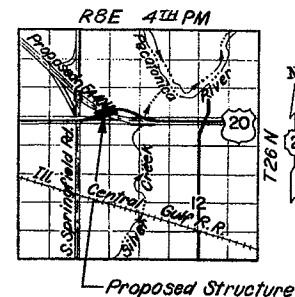 R8E 4TH PM
Proposed
Pecatonica
River
N
20
T26N
S. Springfield Rd.
Creek
Silver
Ill. Central Gulf R.R.
12
Proposed Structure